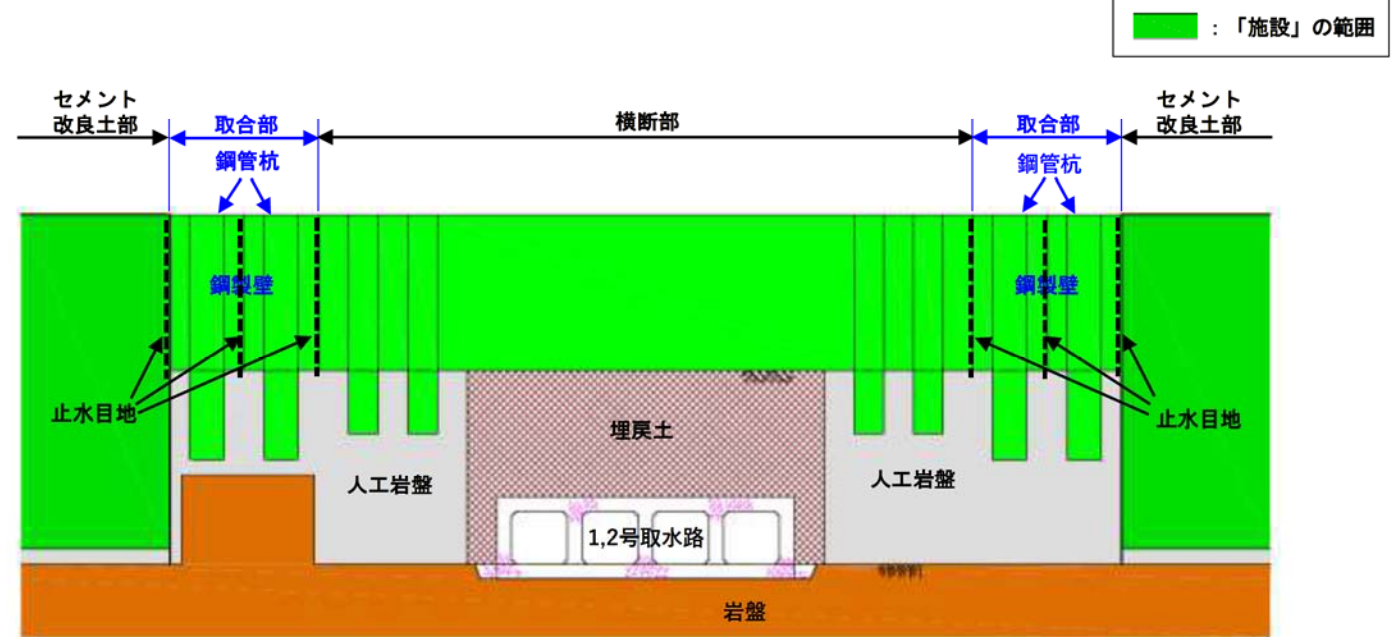 ：「施設」の範囲
セメント
改良土部
取合部
横断部
取合部
セメント
改良土部
鋼管杭
鋼管杭
鋼製壁
鋼製壁
止水目地
埋戻土
止水目地
人工岩盤
人工岩盤
1,2号取水路
岩盤